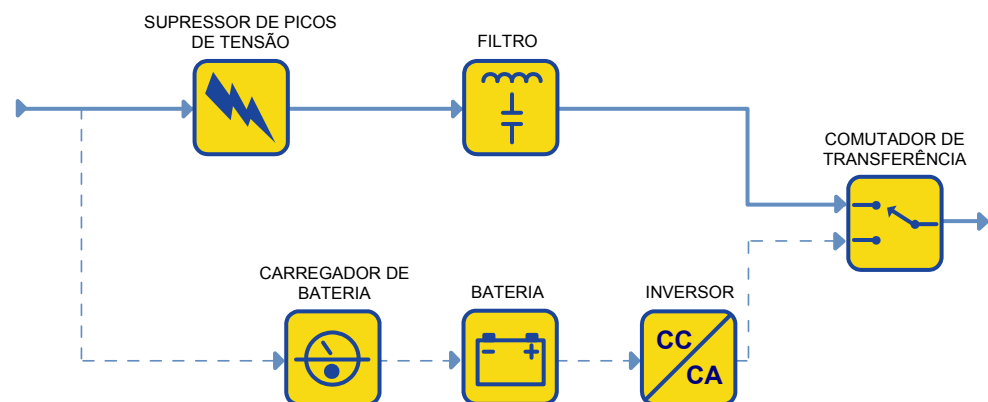 SUPRESSOR DE PICOS
DE TENSÃO
FILTRO
COMUTADOR DE
TRANSFERÊNCIA
CARREGADOR DE
BATERIA
BATERIA
INVERSOR
CC
CA